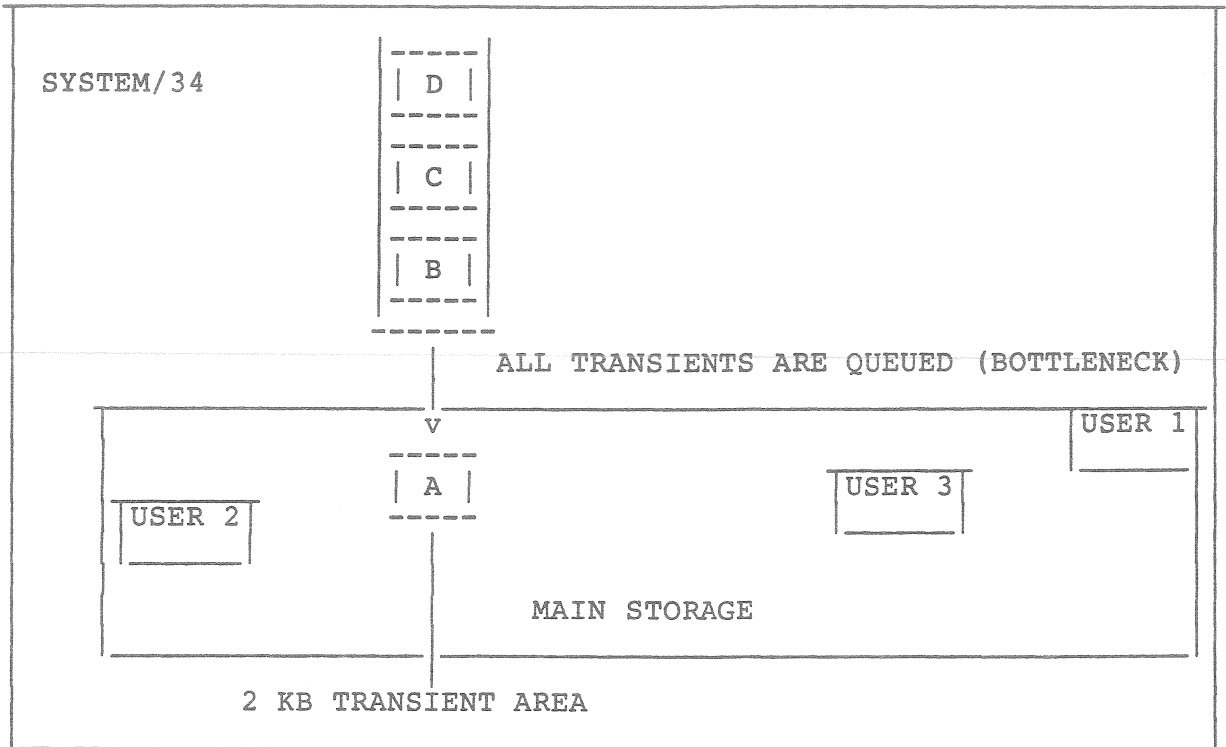 SYSTEM/34
D
C
B
ALL TRANSIENTS ARE QUEUED (BOTTLENECK)
v
USER 1
A
USER 3
USER 2
MAIN STORAGE
2 KB TRANSIENT AREA